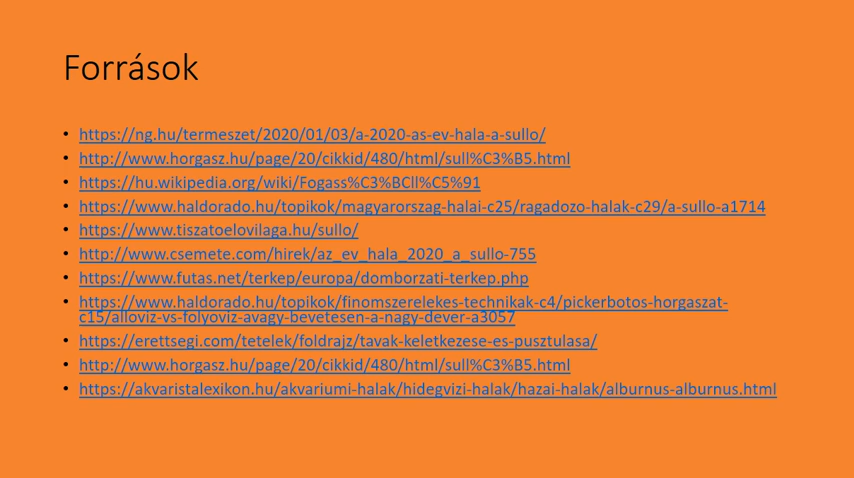 Források
• https://ng.hu/termeszet/2020/01/03/a-2020-as-ev-hala-a-sullo/
• http://www.horgasz.hu/page/20/cikkid/480/html/sull%C3%B5.html
• https://hu.wikipedia.org/wiki/Fogass%C3%BCll%C5%91
• https://www.haldorado.hu/topikok/magyarorszag-halai-c25/ragadozo-halak-c29/a-sullo-a1714
• https://www.tiszatoelovilaga.hu/sullo/
• http://www.csemete.com/hirek/az_ev_hala_2020_a_sullo-755
• https://www.futas.net/terkep/europa/domborzati-terkep.php
• https://www.haldorado.hu/topikok/finomszerelekes-technikak-c4/pickerbotos-horgaszat-
c15/alloviz-vs-folyoviz-avagy-bevetesen-a-nagy-dever-a3057
• https://erettsegi.com/tetelek/foldrajz/tavak-keletkezese-es-pusztulasa/
• http://www.horgasz.hu/page/20/cikkid/480/html/sull%C3%B5.html
• https://akvaristalexikon.hu/akvariumi-halak/hidegvizi-halak/hazai-halak/alburnus-alburnus.html